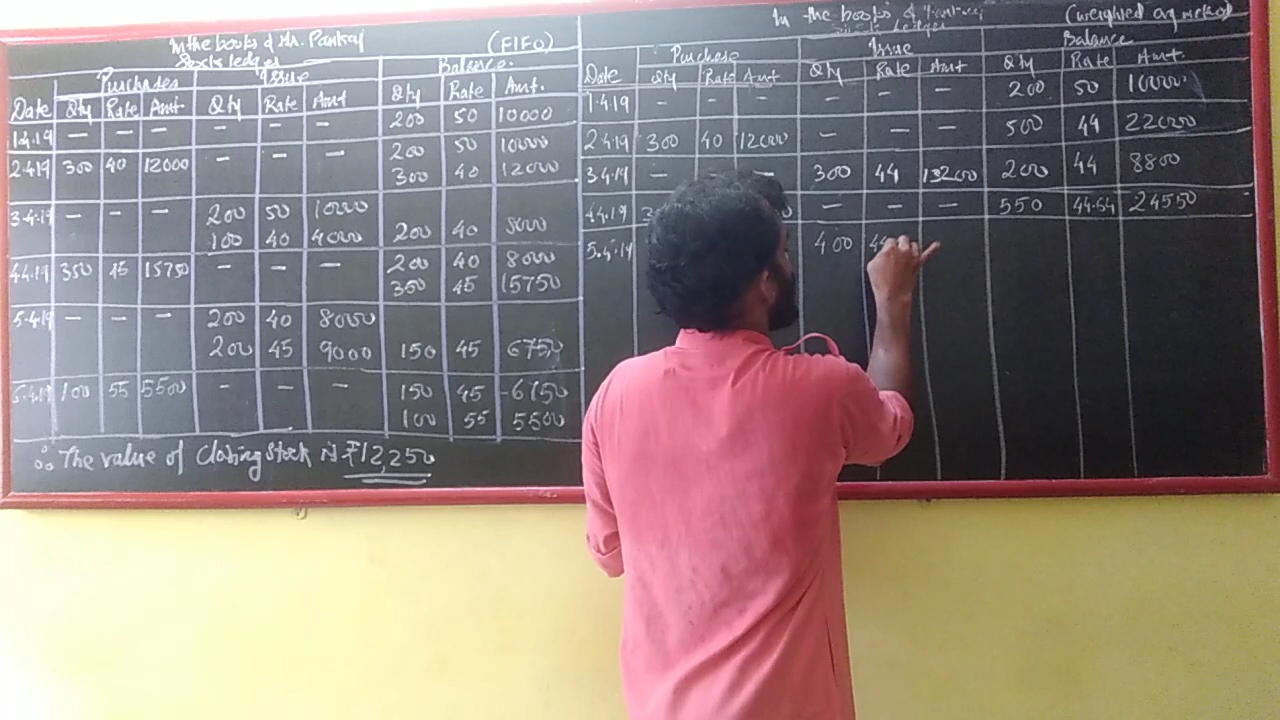 In the books of Mr. Pankaj (FIFO)
Stock ledger
Purchases Issue Balance
Date Qty Rate Amt Qty Rate Amt Qty Rate Amt.
1.4.19 - - - - - - 200 50 10000
2.4.19 300 40 12000 - - - 200 50 10000
300 40 12000
3.4.19 - - - 200 50 10000
100 40 4000 200 40 8000
4.4.19 350 45 15750 - - - 200 40 8000
350 45 15750
5.4.19 - - - 200 40 8000
200 45 9000 150 45 6750
6.4.19 100 55 5500 - - - 150 45 6750
100 55 5500
∴ The value of Closing stock is ₹12,250
In the books of Pankaj (weighted avg method)
Stock ledger
Purchase Issue Balance
Date Qty Rate Amt Qty Rate Amt Qty Rate Amt.
1.4.19 - - - - - - 200 50 10000
2.4.19 300 40 12000 - - - 500 44 22000
3.4.19 - - 300 44 13200 200 44 8800
4.4.19 - - - 550 44.64 24550
5.4.19 400